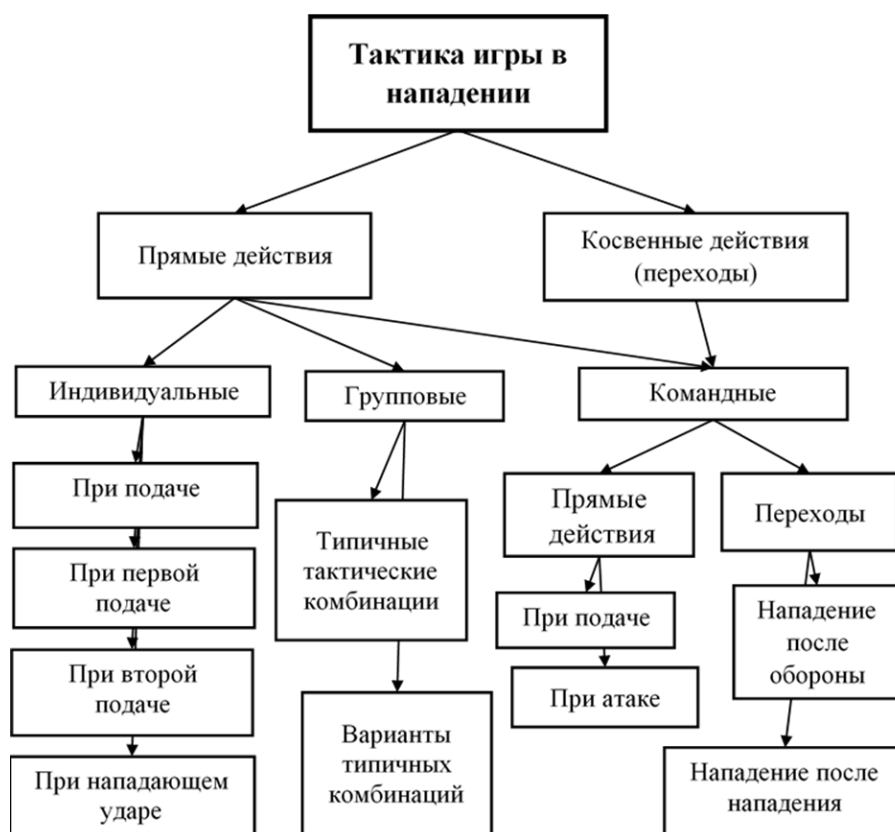 Тактика игры в
нападении
Прямые действия
Косвенные действия
(переходы)
Индивидуальные
Групповые
Командные
При подаче
При первой
подаче
При второй
подаче
При нападающем
ударе
Типичные
тактические
комбинации
Варианты
типичных
комбинаций
Прямые
действия
При подаче
При атаке
Переходы
Нападение
после
обороны
Нападение после
нападения